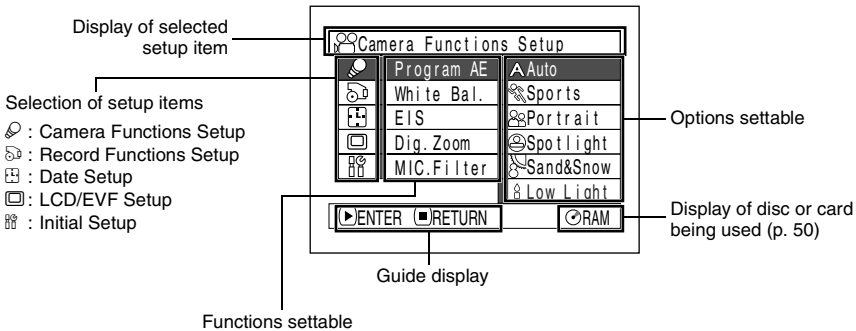 Display of selected
setup item
Camera Functions Setup
Selection of setup items
: Camera Functions Setup
: Record Functions Setup
: Date Setup
: LCD/EVF Setup
: Initial Setup
Program AE
White Bal.
EIS
Dig.Zoom
MIC.Filter
Auto
Sports
Portrait
Spotlight
Sand&Snow
Low Light
Options settable
ENTER RETURN
RAM
Display of disc or card
being used (p. 50)
Guide display
Functions settable